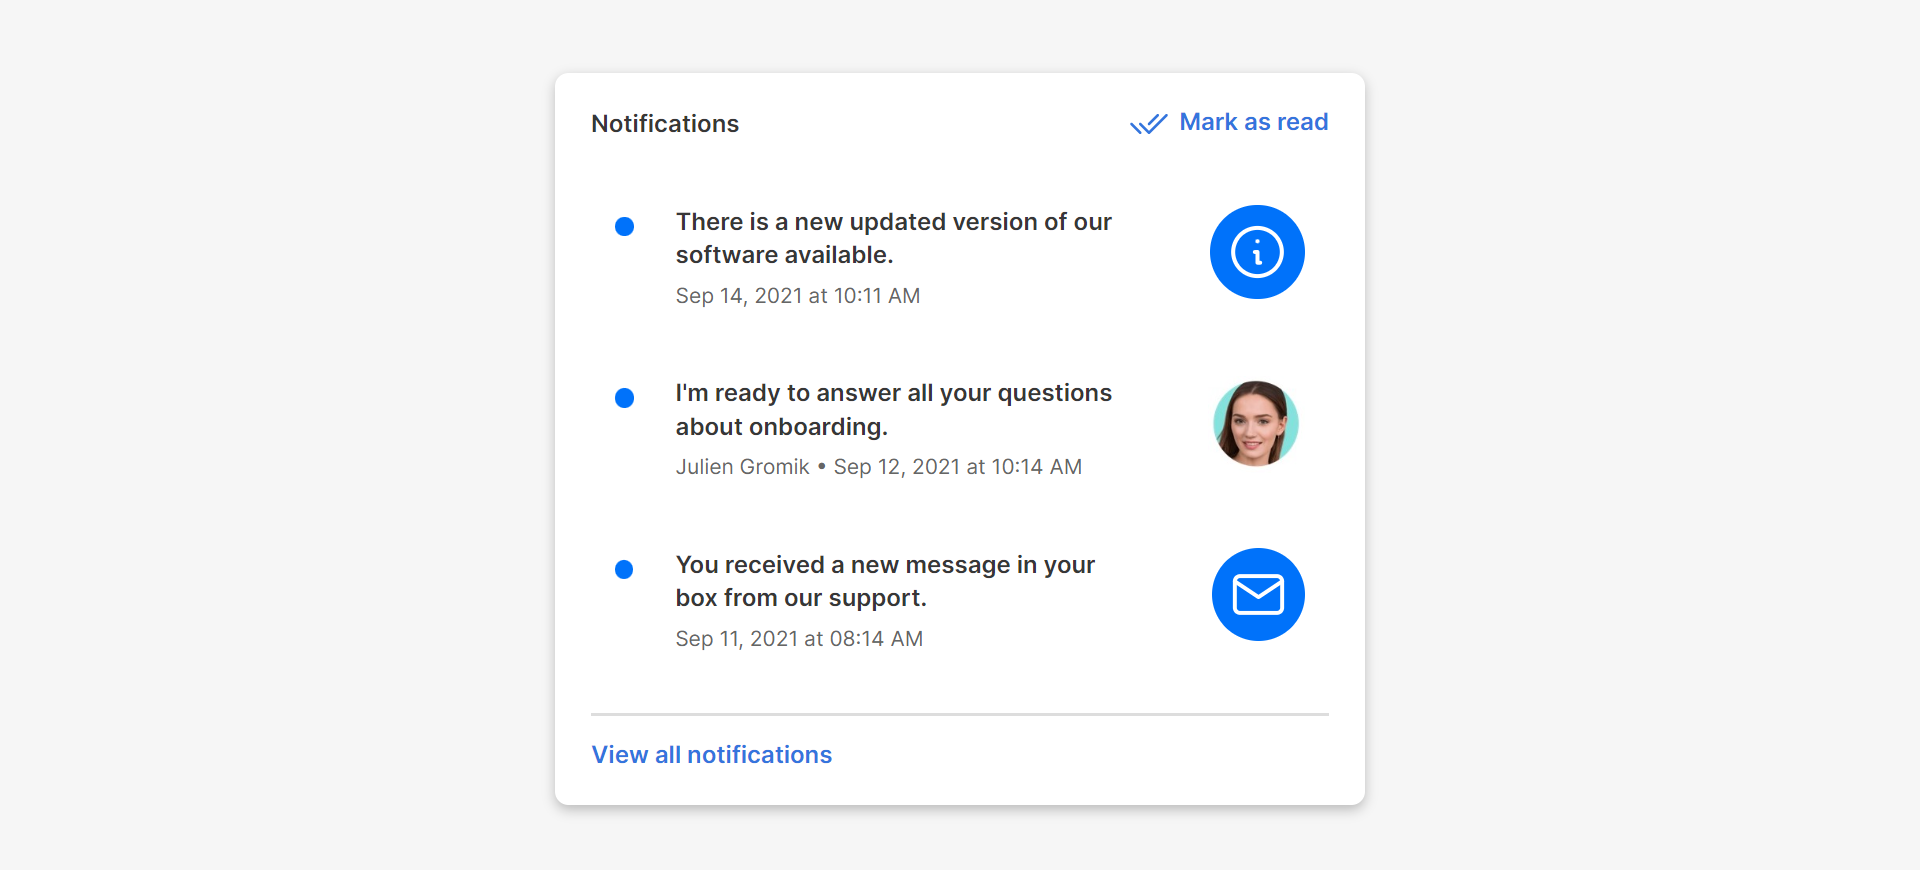 Notifications
Mark as read
There is a new updated version of our
software available.
Sep 14, 2021 at 10:11 AM
I'm ready to answer all your questions
about onboarding.
Julien Gromik • Sep 12, 2021 at 10:14 AM
You received a new message in your
box from our support.
Sep 11, 2021 at 08:14 AM
View all notifications